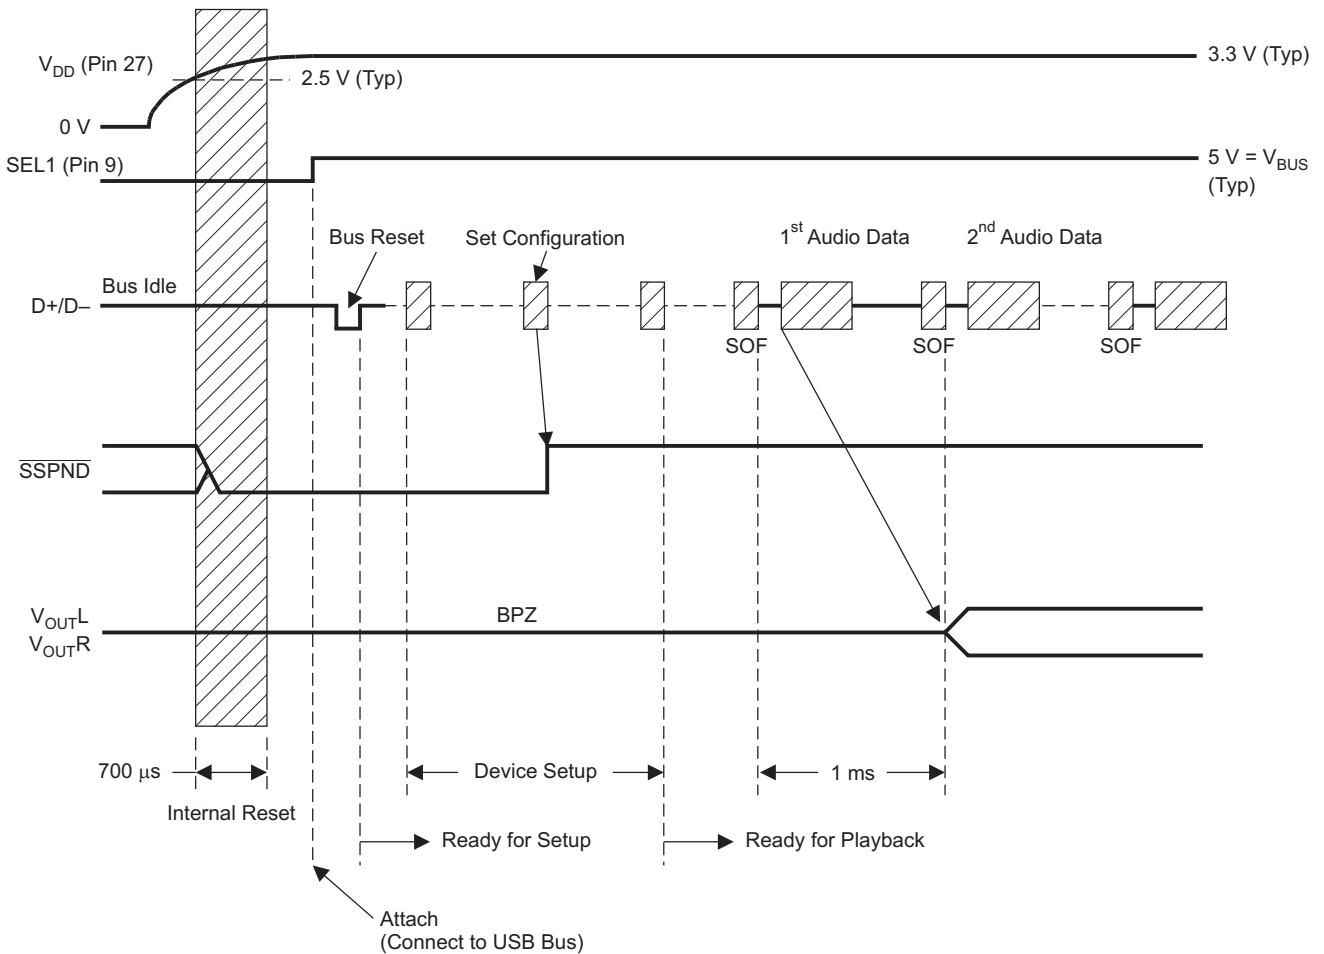 V_DD (Pin 27)
3.3 V (Typ)
2.5 V (Typ)
0 V
SEL1 (Pin 9)
5 V = V_BUS
(Typ)
Bus Reset
Set Configuration
1st Audio Data
2nd Audio Data
Bus Idle
D+/D–
SOF
SOF
SOF
SSPND
BPZ
V_OUTL
V_OUTR
700 μs
Device Setup
1 ms
Internal Reset
Ready for Setup
Ready for Playback
Attach
(Connect to USB Bus)